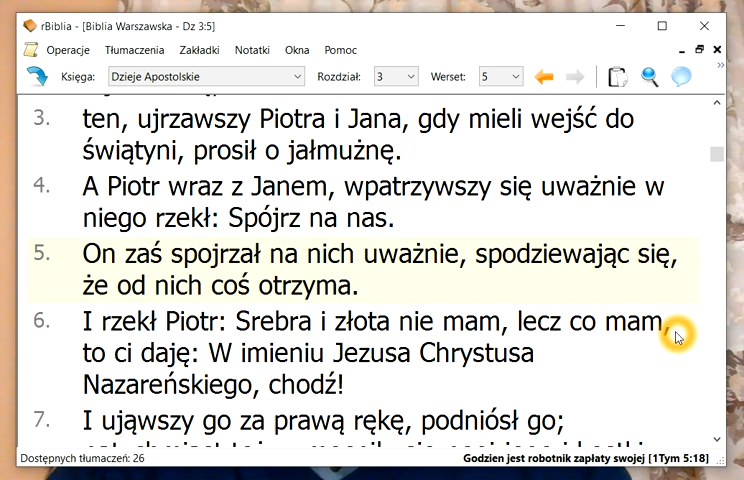 rBiblia - [Biblia Warszawska - Dz 3:5]
Operacje Tłumaczenia Zakładki Notatki Okna Pomoc
Księga: Dzieje Apostolskie Rozdział: 3 Werset: 5
3. ten, ujrzawszy Piotra i Jana, gdy mieli wejść do
świątyni, prosił o jałmużnę.
4. A Piotr wraz z Janem, wpatrzywszy się uważnie w
niego rzekł: Spójrz na nas.
5. On zaś spojrzał na nich uważnie, spodziewając się,
że od nich coś otrzyma.
6. I rzekł Piotr: Srebra i złota nie mam, lecz co mam,
to ci daję: W imieniu Jezusa Chrystusa
Nazareńskiego, chodź!
7. I ująwszy go za prawą rękę, podniósł go;
Dostępnych tłumaczeń: 26 Godzien jest robotnik zapłaty swojej [1Tym 5:18]